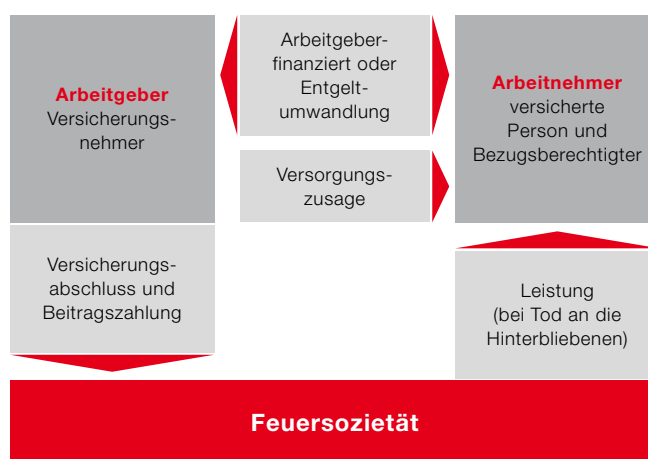 Arbeitgeber
Versicherungs-
nehmer
Arbeitgeber-
finanziert oder
Entgelt-
umwandlung
Arbeitnehmer
versicherte
Person und
Bezugsberechtigter
Versorgungs-
zusage
Versicherungs-
abschluss und
Beitragszahlung
Leistung
(bei Tod an die
Hinterbliebenen)
Feuersozietät